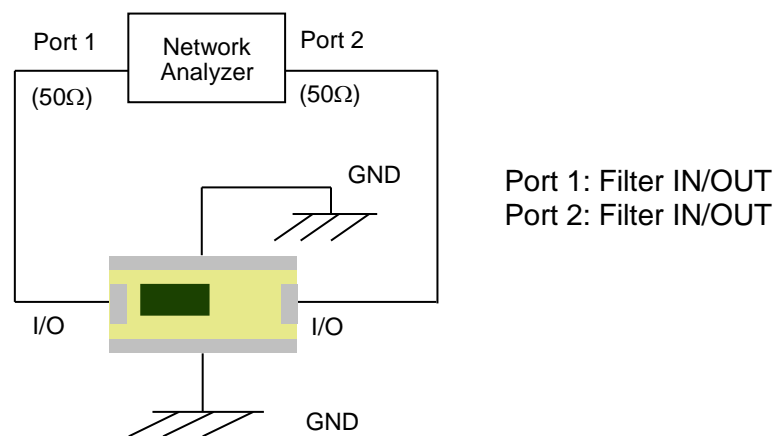 Port 1
Network
Analyzer
Port 2
(50Ω)
(50Ω)
GND
Port 1: Filter IN/OUT
Port 2: Filter IN/OUT
I/O
I/O
GND